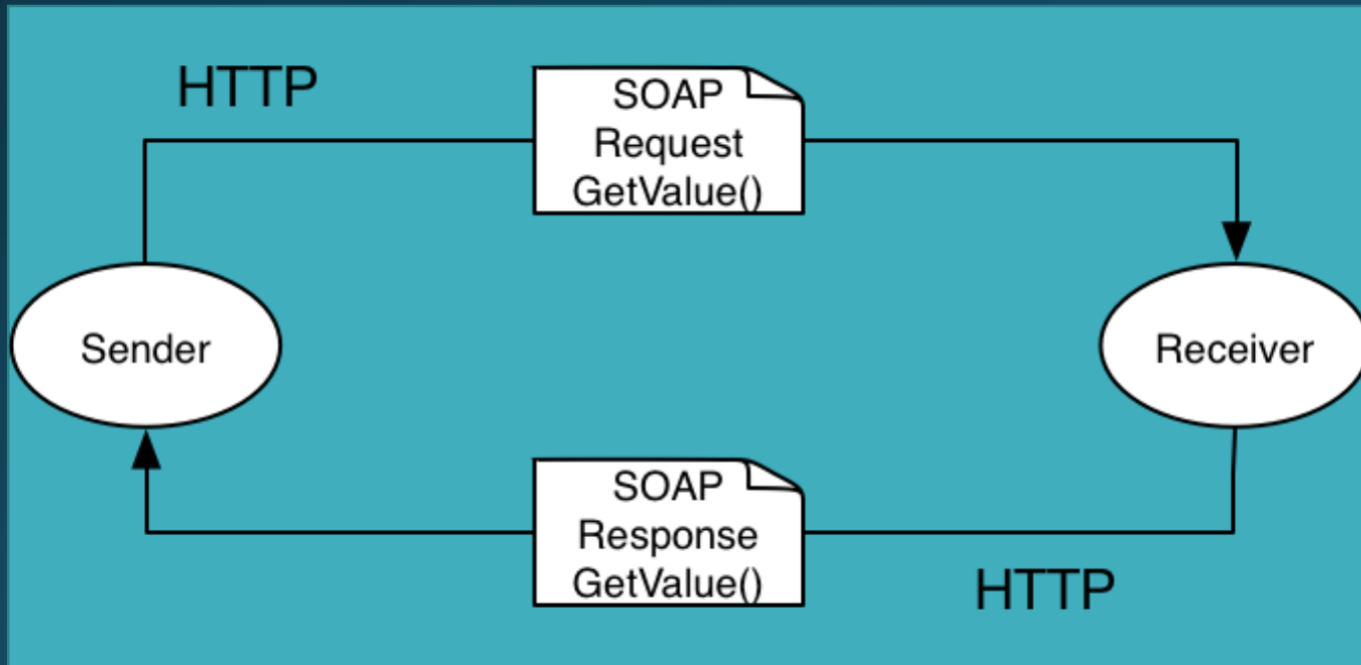 HTTP
SOAP
Request
GetValue()
Sender
Receiver
SOAP
Response
GetValue()
HTTP